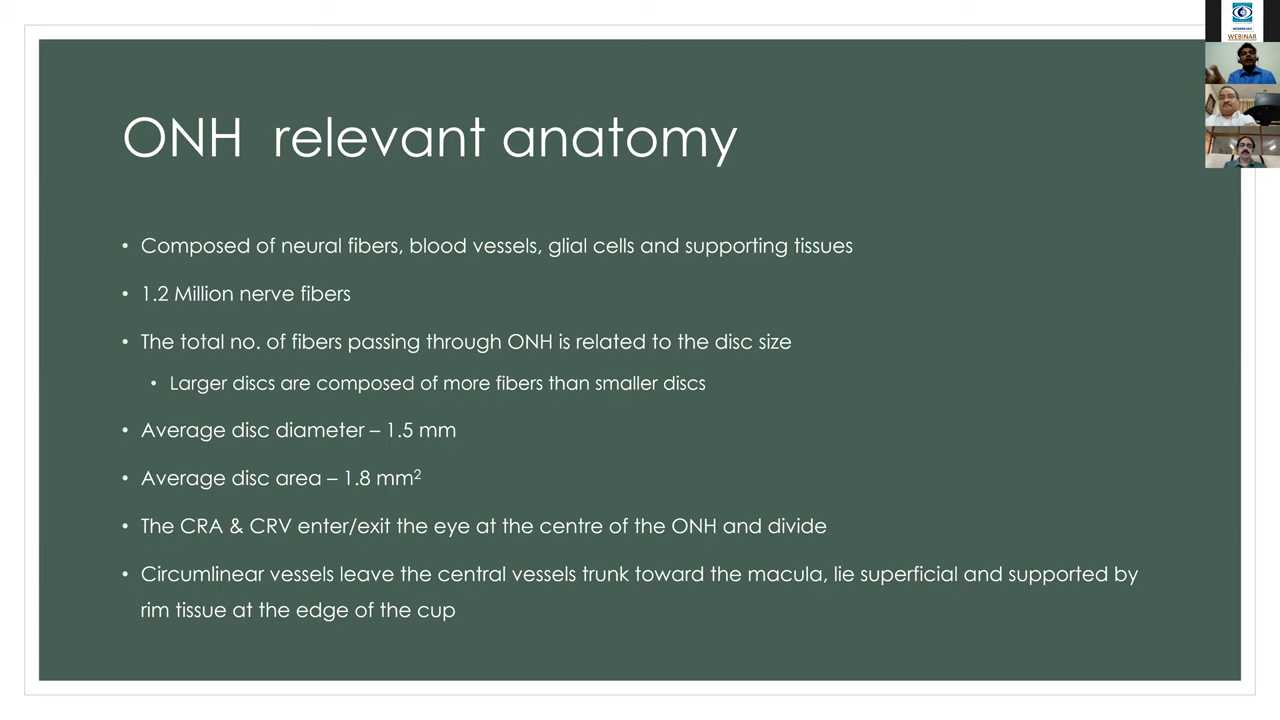 WEBINAR
ONH relevant anatomy
• Composed of neural fibers, blood vessels, glial cells and supporting tissues
• 1.2 Million nerve fibers
• The total no. of fibers passing through ONH is related to the disc size
• Larger discs are composed of more fibers than smaller discs
• Average disc diameter – 1.5 mm
• Average disc area – 1.8 mm²
• The CRA & CRV enter/exit the eye at the centre of the ONH and divide
• Circumlinear vessels leave the central vessels trunk toward the macula, lie superficial and supported by
rim tissue at the edge of the cup